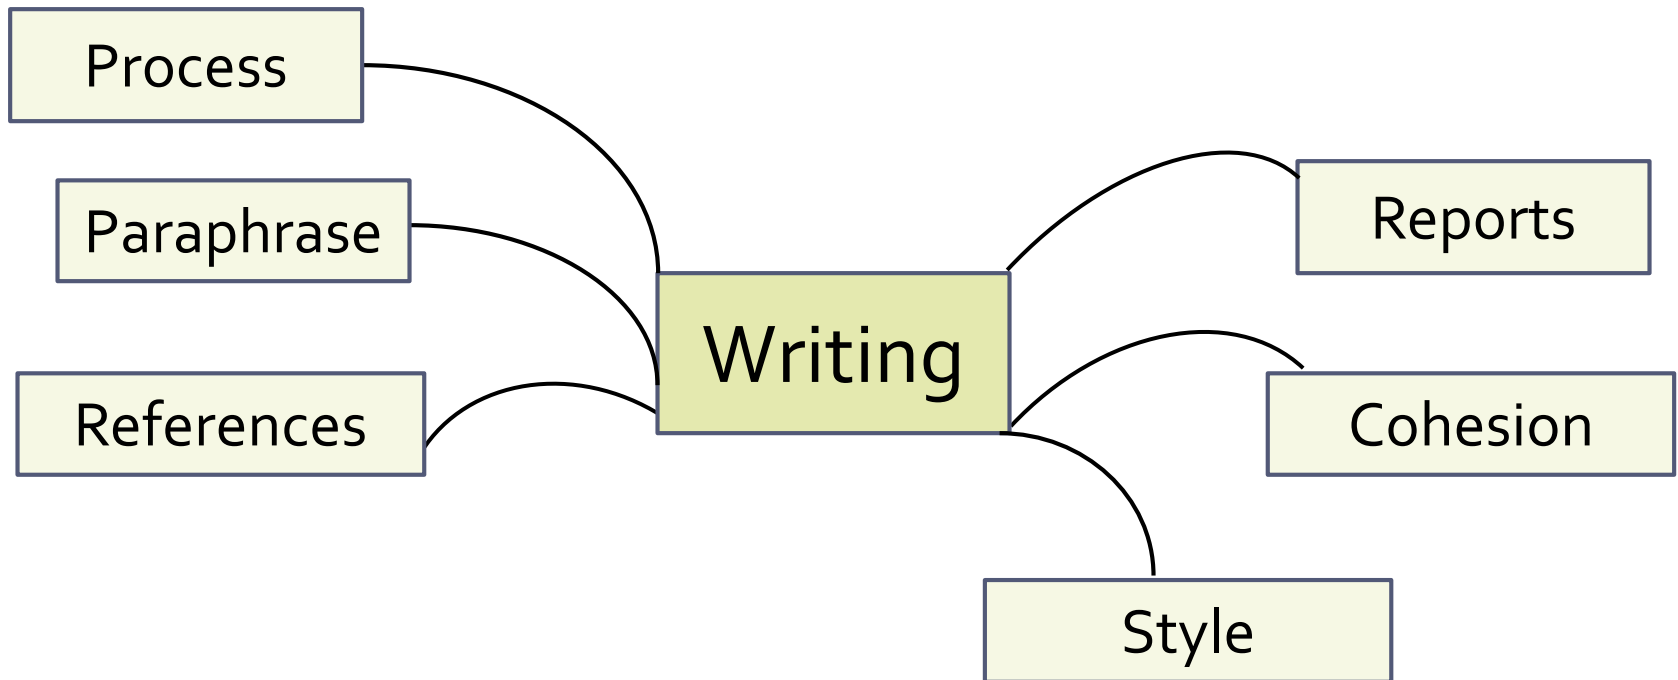 Process
Paraphrase
References
Writing
Reports
Cohesion
Style